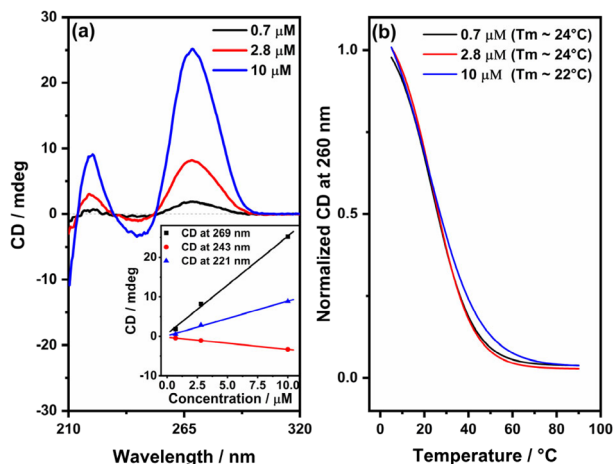 (a)
0.7 μM
2.8 μM
10 μM
CD / mdeg
30
20
10
0
-10
-20
-30
210
265
320
Wavelength / nm
CD at 269 nm
CD at 243 nm
CD at 221 nm
CD / mdeg
20
10
0
-10
0.0
2.5
5.0
7.5
10.0
Concentration / μM
(b)
0.7 μM (Tm ~ 24°C)
2.8 μM (Tm ~ 24°C)
10 μM (Tm ~ 22°C)
Normalized CD at 260 nm
1.0
0.5
0.0
0
20
40
60
80
100
Temperature / °C